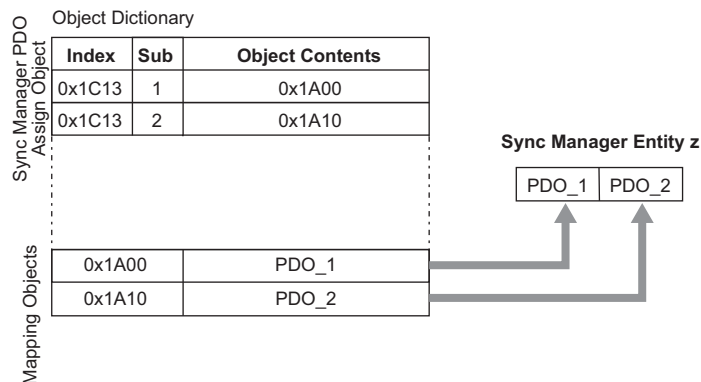 Object Dictionary
Sync Manager PDO
Assign Object
Index Sub Object Contents
0x1C13 1 0x1A00
0x1C13 2 0x1A10
Sync Manager Entity z
PDO_1 PDO_2
Mapping Objects
0x1A00 PDO_1
0x1A10 PDO_2